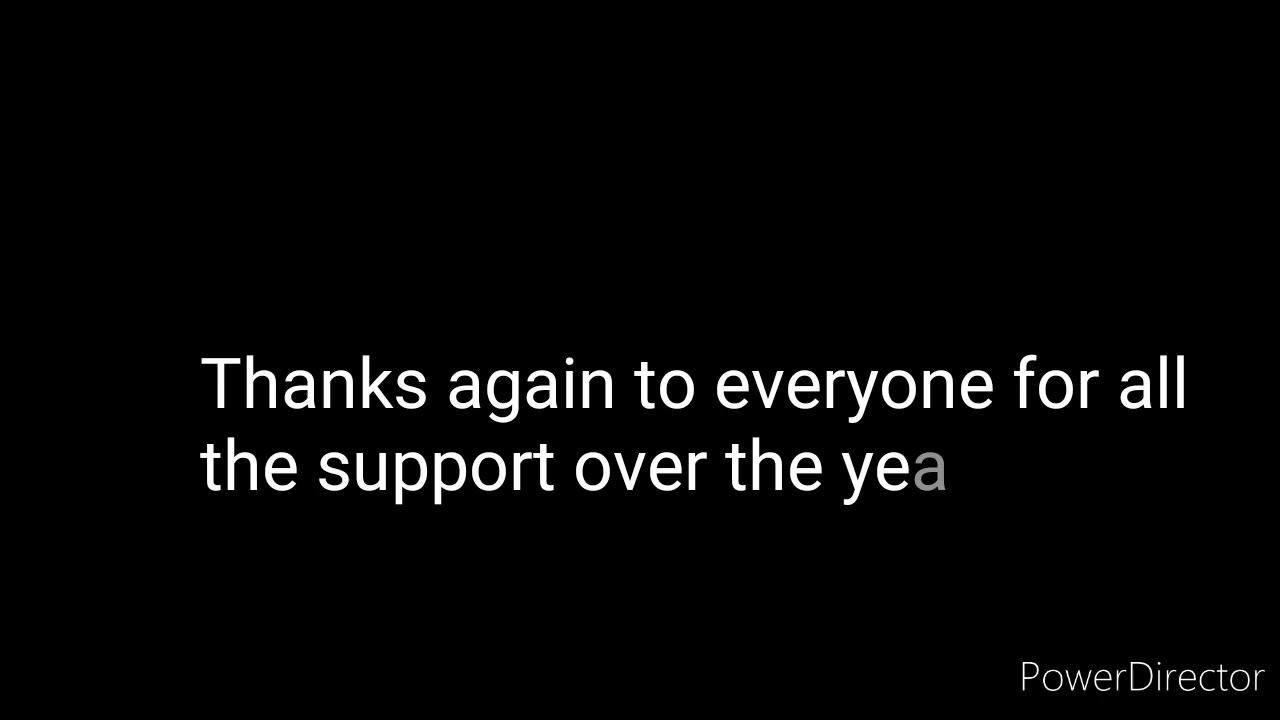 Thanks again to everyone for all
the support over the yea
PowerDirector